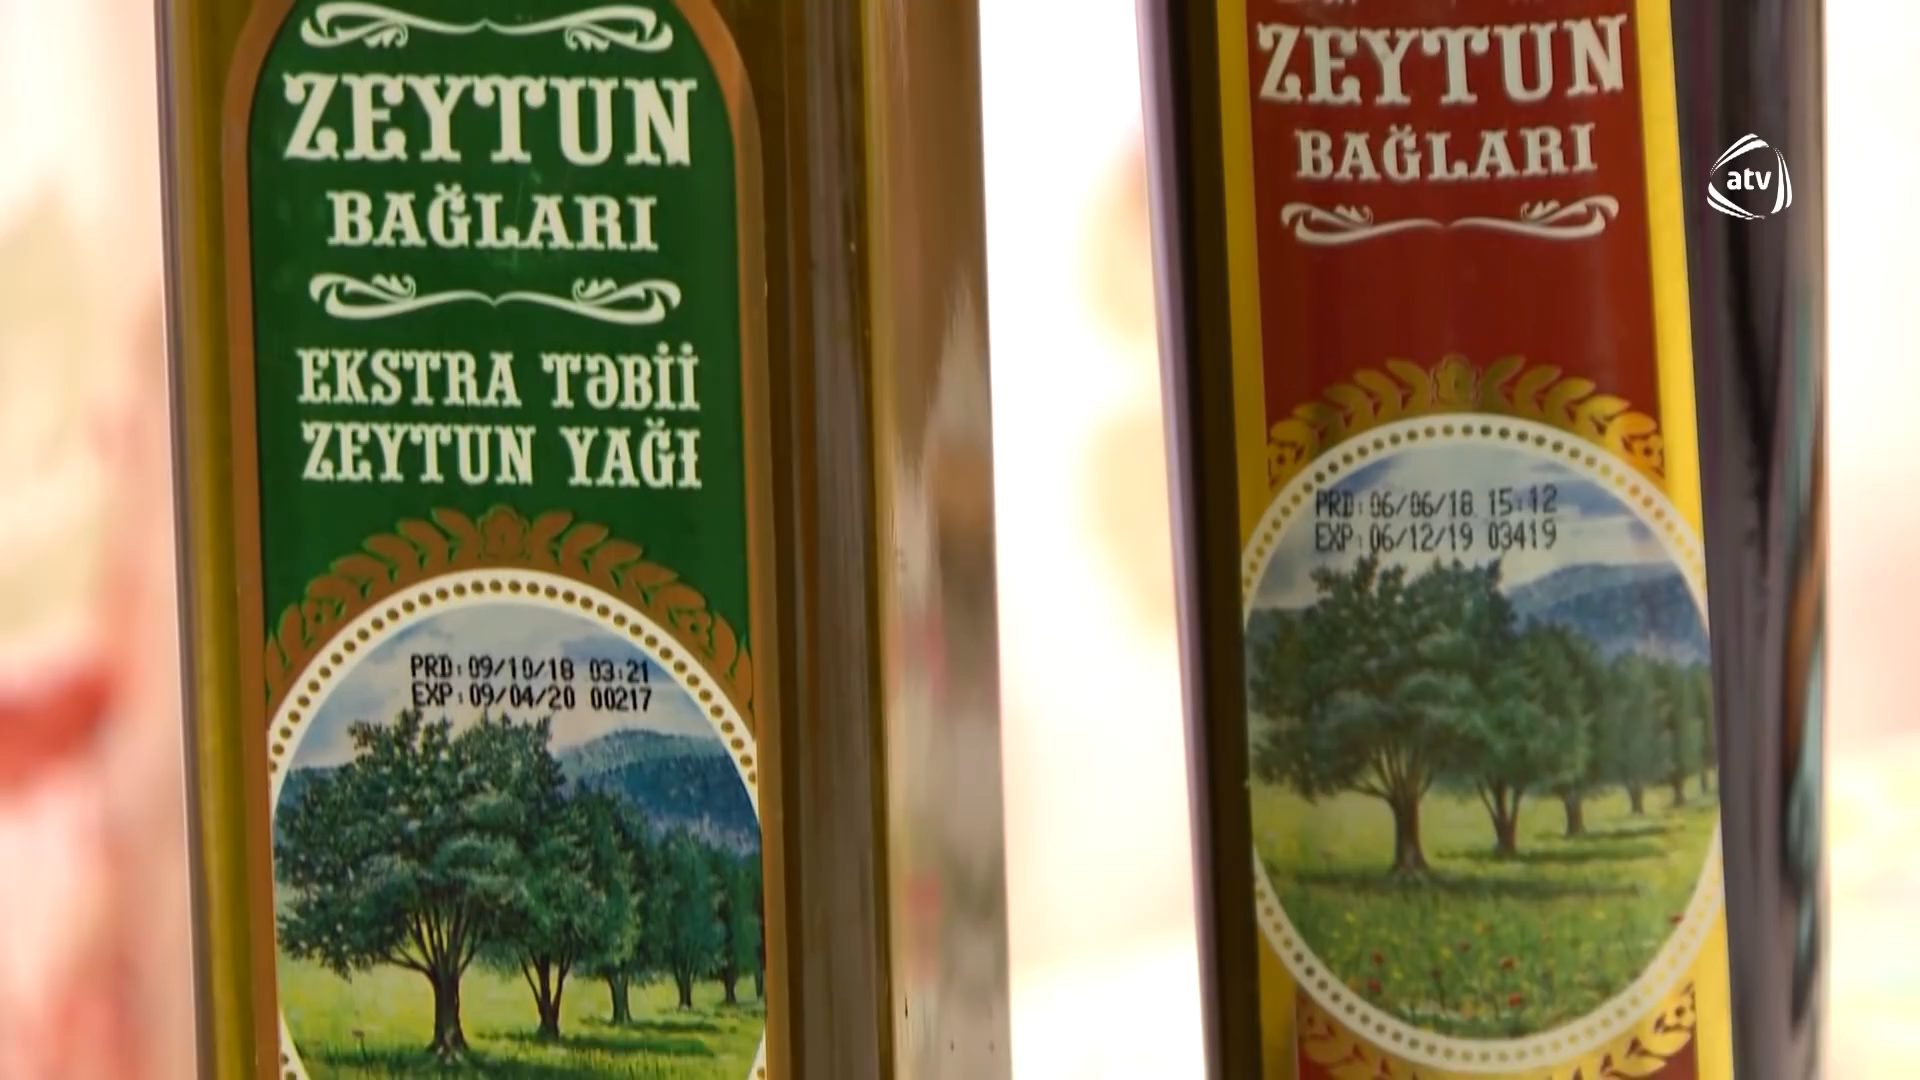 ZEYTUN
BAĞLARI
EKSTRA TƏBİİ
ZEYTUN YAĞI
PRD:09/10/18 03:21
EXP:09/04/20 00217
ZEYTUN
BAĞLARI
PRD:06/06/18 15:12
EXP:06/12/19 03419
atv